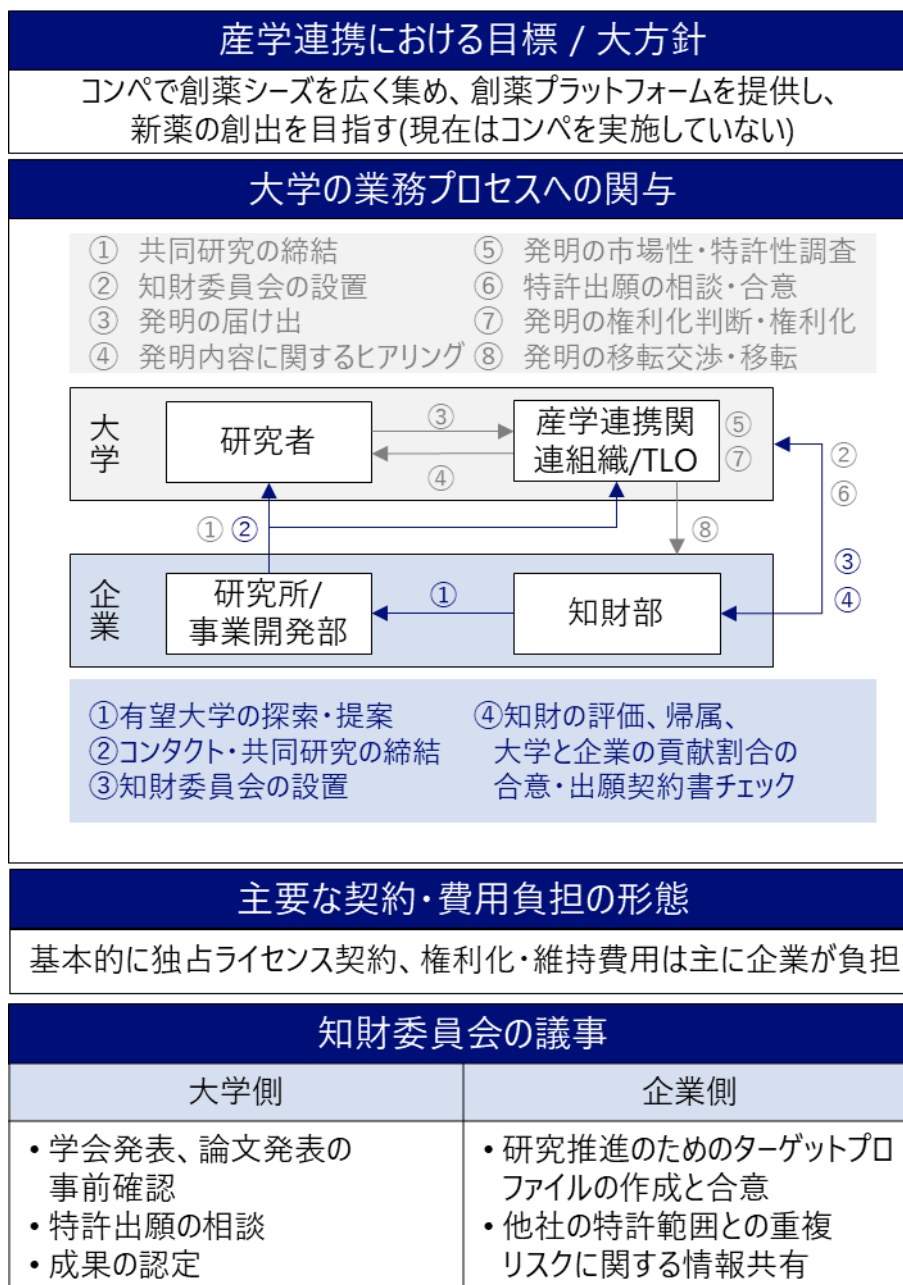 産学連携における目標 / 大方針
コンペで創薬シーズを広く集め、創薬プラットフォームを提供し、
新薬の創出を目指す(現在はコンペを実施していない)
大学の業務プロセスへの関与
① 共同研究の締結
② 知財委員会の設置
③ 発明の届け出
④ 発明内容に関するヒアリング
⑤ 発明の市場性・特許性調査
⑥ 特許出願の相談・合意
⑦ 発明の権利化判断・権利化
⑧ 発明の移転交渉・移転
大学
研究者
③
④
産学連携関
連組織/TLO
⑤
⑦
②
⑥
① ②
⑧
③
④
企業
研究所/
事業開発部
①
知財部
①有望大学の探索・提案
②コンタクト・共同研究の締結
③知財委員会の設置
④知財の評価、帰属、
大学と企業の貢献割合の
合意・出願契約書チェック
主要な契約・費用負担の形態
基本的に独占ライセンス契約、権利化・維持費用は主に企業が負担
知財委員会の議事
大学側
• 学会発表、論文発表の
事前確認
• 特許出願の相談
• 成果の認定
企業側
• 研究推進のためのターゲットプロ
ファイルの作成と合意
• 他社の特許範囲との重複
リスクに関する情報共有